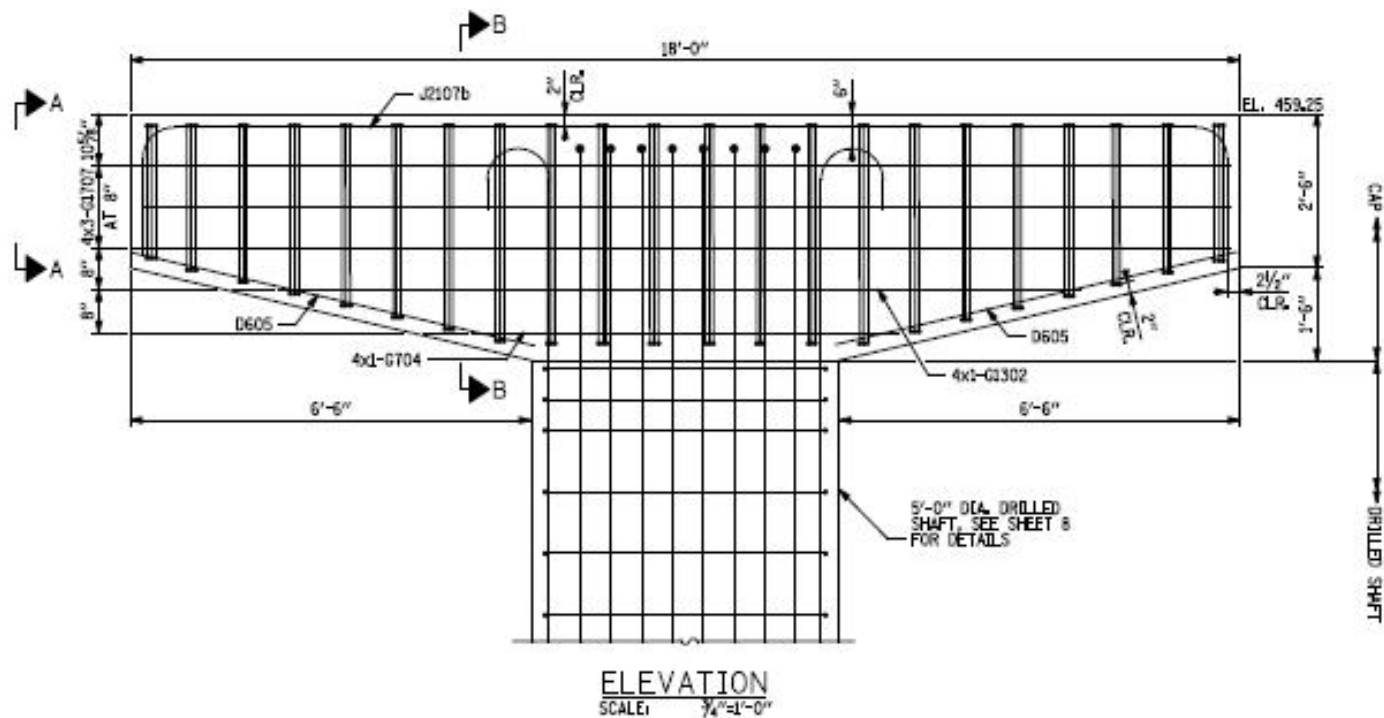 B
18'-0"
A
J2107b
2" CLR.
6"
EL. 459.25
10⅝"
4x3-G1707
AT 8"
2'-6"
CAP
A
8"
8"
D605
4x1-G704
2" CLR.
D605
2½" CLR.
1'-6"
4x1-G1302
B
6'-6"
6'-6"
5'-0" DIA. DRILLED
SHAFT, SEE SHEET 8
FOR DETAILS
DRILLED SHAFT
ELEVATION
SCALE: ¾"=1'-0"